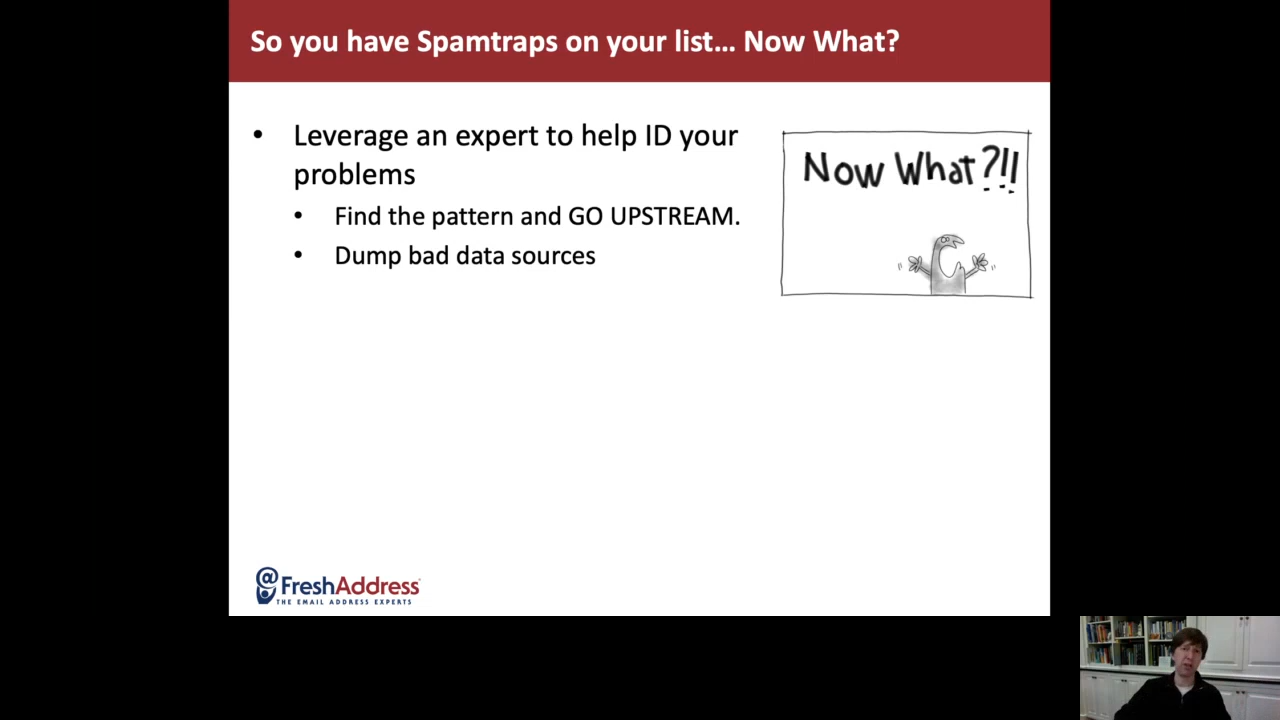 So you have Spamtraps on your list... Now What?
• Leverage an expert to help ID your
problems
• Find the pattern and GO UPSTREAM.
• Dump bad data sources
Now What?!!
@FreshAddress
THE EMAIL ADDRESS EXPERTS